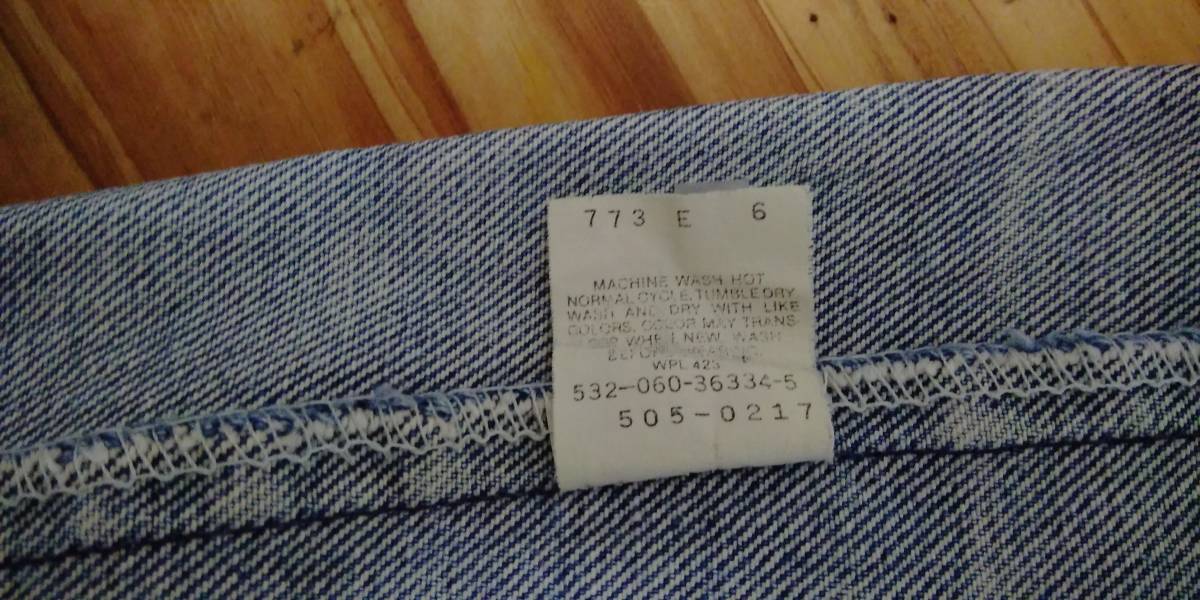 773 E 6
MACHINE WASH HOT
NORMAL CYCLE. TUMBLE DRY.
WASH AND DRY WITH LIKE
COLORS. COLOR MAY TRANS-
WHEN NEW. WASH
BEFORE
WPL 423
532-060-36334-5
505-0217